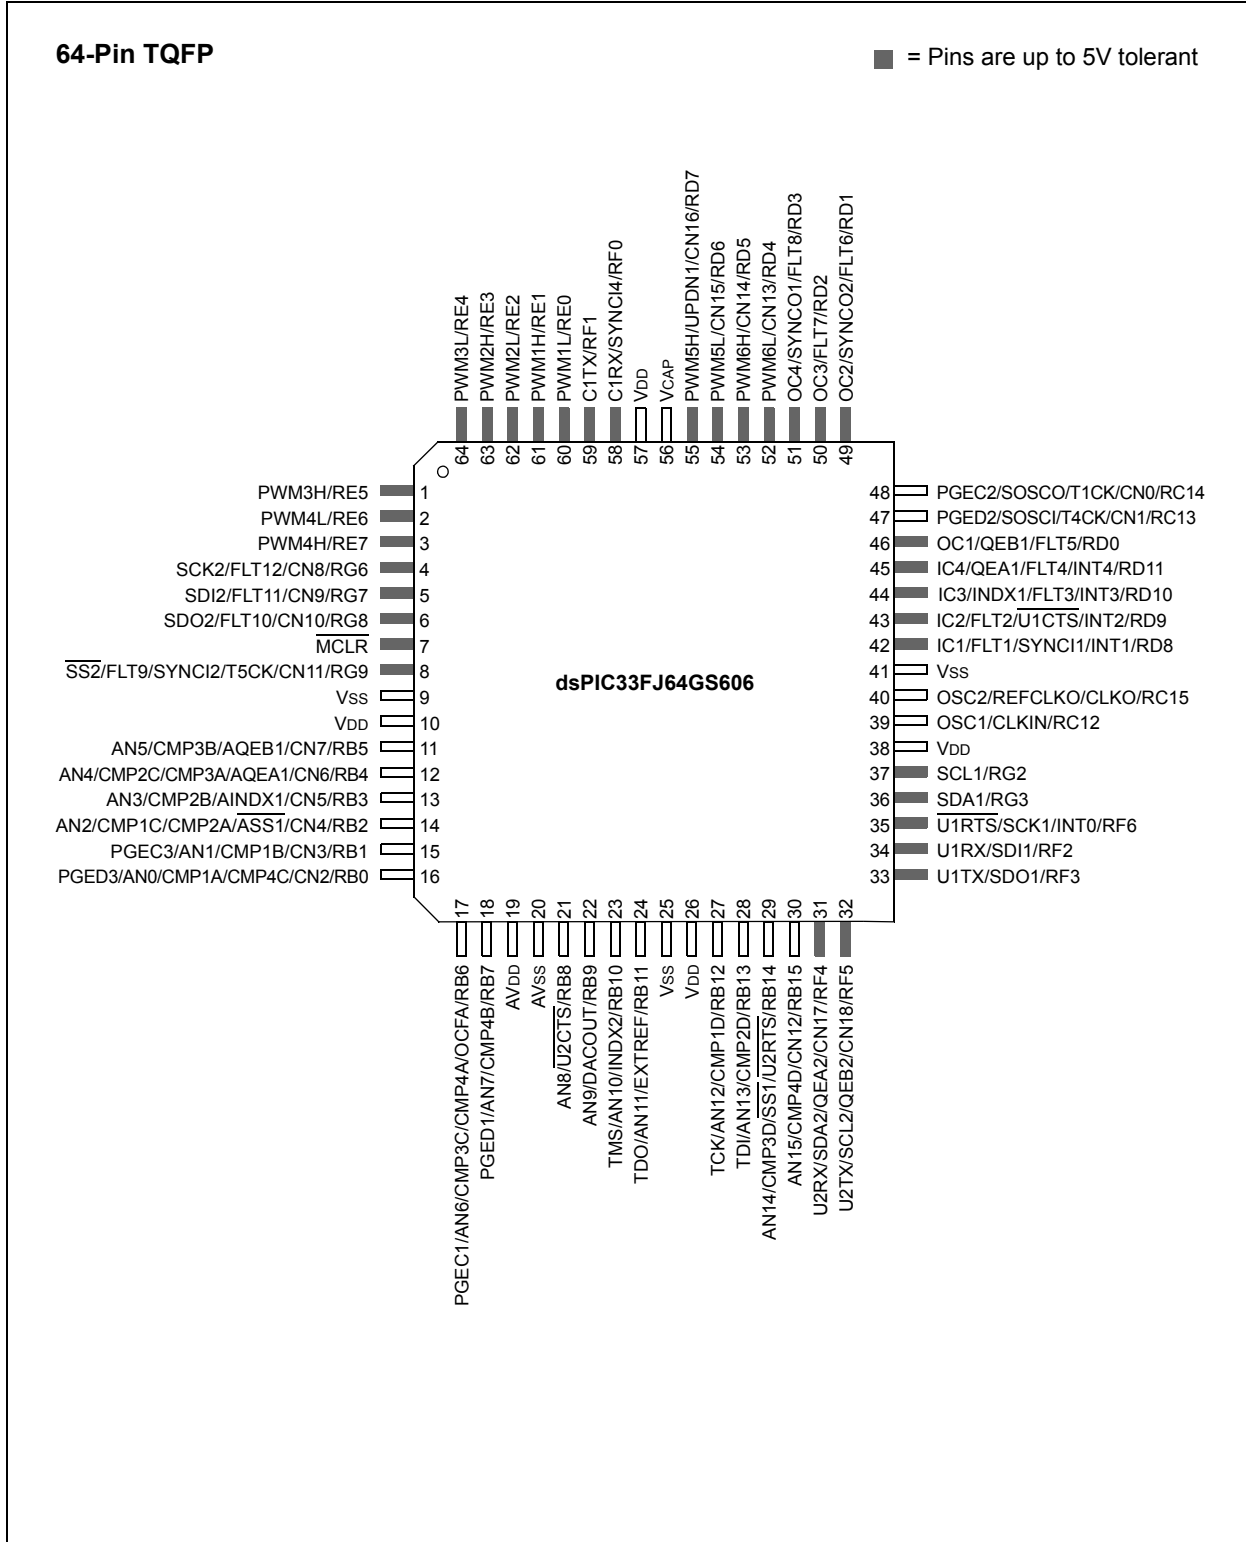 64-Pin TQFP
= Pins are up to 5V tolerant
PWM3L/RE4
PWM2H/RE3
PWM2L/RE2
PWM1H/RE1
PWM1L/RE0
C1TX/RF1
C1RX/SYNCI4/RF0
VDD
VCAP
PWM5H/UPDN1/CN16/RD7
PWM5L/CN15/RD6
PWM6H/CN14/RD5
PWM6L/CN13/RD4
OC4/SYNCO1/FLT8/RD3
OC3/FLT7/RD2
OC2/SYNCO2/FLT6/RD1
64 63 62 61 60 59 58 57 56 55 54 53 52 51 50 49
PWM3H/RE5 1
PWM4L/RE6 2
PWM4H/RE7 3
SCK2/FLT12/CN8/RG6 4
SDI2/FLT11/CN9/RG7 5
SDO2/FLT10/CN10/RG8 6
MCLR 7
SS2/FLT9/SYNCI2/T5CK/CN11/RG9 8
VSS 9
VDD 10
AN5/CMP3B/AQEB1/CN7/RB5 11
AN4/CMP2C/CMP3A/AQEA1/CN6/RB4 12
AN3/CMP2B/AINDX1/CN5/RB3 13
AN2/CMP1C/CMP2A/ASS1/CN4/RB2 14
PGEC3/AN1/CMP1B/CN3/RB1 15
PGED3/AN0/CMP1A/CMP4C/CN2/RB0 16
dsPIC33FJ64GS606
48 PGEC2/SOSCO/T1CK/CN0/RC14
47 PGED2/SOSCI/T4CK/CN1/RC13
46 OC1/QEB1/FLT5/RD0
45 IC4/QEA1/FLT4/INT4/RD11
44 IC3/INDX1/FLT3/INT3/RD10
43 IC2/FLT2/U1CTS/INT2/RD9
42 IC1/FLT1/SYNCI1/INT1/RD8
41 VSS
40 OSC2/REFCLKO/CLKO/RC15
39 OSC1/CLKIN/RC12
38 VDD
37 SCL1/RG2
36 SDA1/RG3
35 U1RTS/SCK1/INT0/RF6
34 U1RX/SDI1/RF2
33 U1TX/SDO1/RF3
17 18 19 20 21 22 23 24 25 26 27 28 29 30 31 32
PGEC1/AN6/CMP3C/CMP4A/OCFA/RB6
PGED1/AN7/CMP4B/RB7
AVDD
AVSS
AN8/U2CTS/RB8
AN9/DACOUT/RB9
TMS/AN10/INDX2/RB10
TDO/AN11/EXTREF/RB11
VSS
VDD
TCK/AN12/CMP1D/RB12
TDI/AN13/CMP2D/RB13
AN14/CMP3D/SS1/U2RTS/RB14
AN15/CMP4D/CN12/RB15
U2RX/SDA2/QEA2/CN17/RF4
U2TX/SCL2/QEB2/CN18/RF5